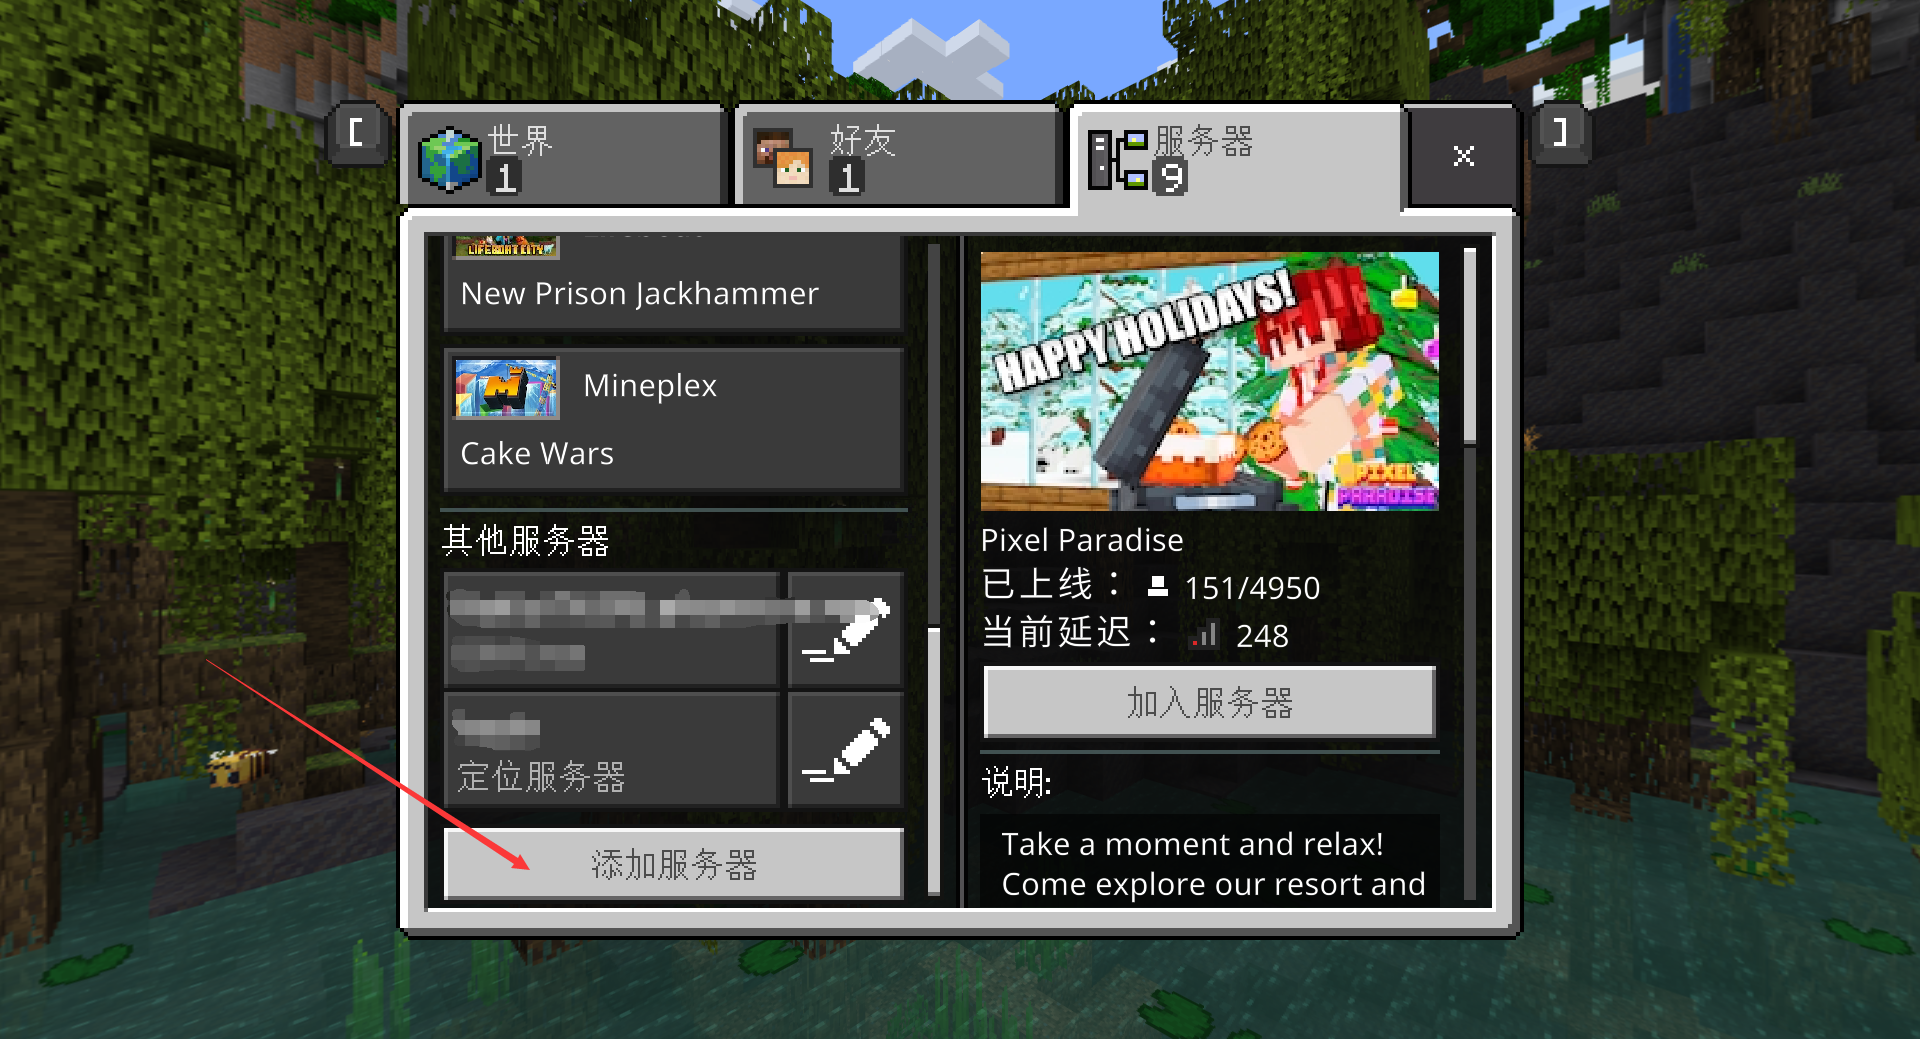 [
世界
1
好友
1
服务器
9
]
LIFEBOAT CITY
New Prison Jackhammer
Mineplex
Cake Wars
其他服务器
定位服务器
添加服务器
HAPPY HOLIDAYS!
PIXEL
PARADISE
Pixel Paradise
已上线： 151/4950
当前延迟： 248
加入服务器
说明:
Take a moment and relax!
Come explore our resort and